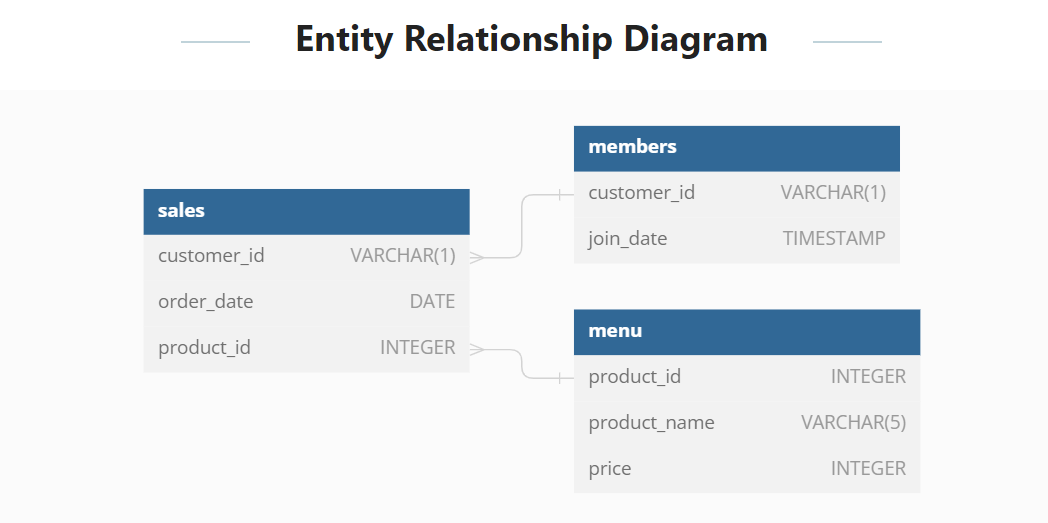 Entity Relationship Diagram
sales
customer_id VARCHAR(1)
order_date DATE
product_id INTEGER
members
customer_id VARCHAR(1)
join_date TIMESTAMP
menu
product_id INTEGER
product_name VARCHAR(5)
price INTEGER